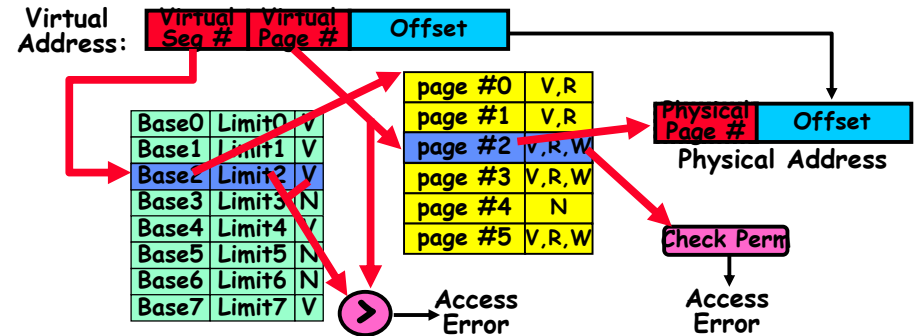 Virtual Address:
Virtual Seg #
Virtual Page #
Offset
page #0 V,R
page #1 V,R
page #2 V,R,W
page #3 V,R,W
page #4 N
page #5 V,R,W
Base0 Limit0 V
Base1 Limit1 V
Base2 Limit2 V
Base3 Limit3 N
Base4 Limit4 V
Base5 Limit5 N
Base6 Limit6 N
Base7 Limit7 V
Physical Page #
Offset
Physical Address
Check Perm
>
Access
Error
Access
Error